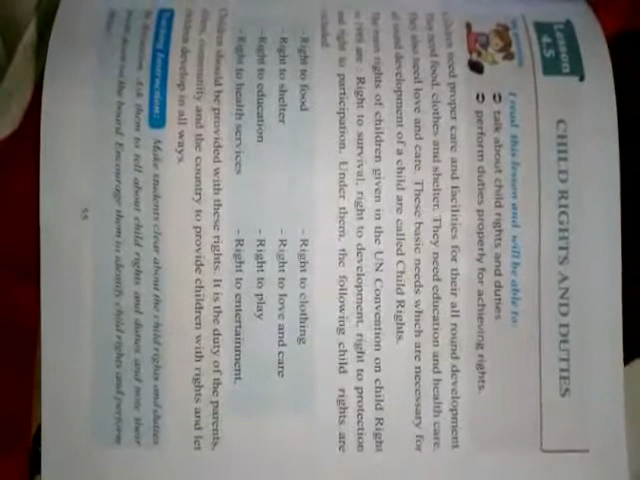 Lesson
4.5
CHILD RIGHTS AND DUTIES
I read this lesson and will be able to:
talk about child rights and duties
perform duties properly for achieving rights.
Children need proper care and facilities for their all round development
They need food, clothes and shelter. They need education and health care.
They also need love and care. These basic needs which are necessary for
all round development of a child are called Child Rights.
The main rights of children given in the UN Convention on child Right
are : Right to survival, right to development, right to protection
and right to participation. Under them, the following child rights are
included.
- Right to food
- Right to clothing
- Right to shelter
- Right to love and care
- Right to education
- Right to play
- Right to health services
- Right to entertainment.
Children should be provided with these rights. It is the duty of the parents,
community and the country to provide children with rights and let
children develop in all ways.
Teaching Instruction: Make students clear about the child rights and duties
Ask them to tell about child rights and duties and note their
points down on the board. Encourage them to identify child rights and perform
55